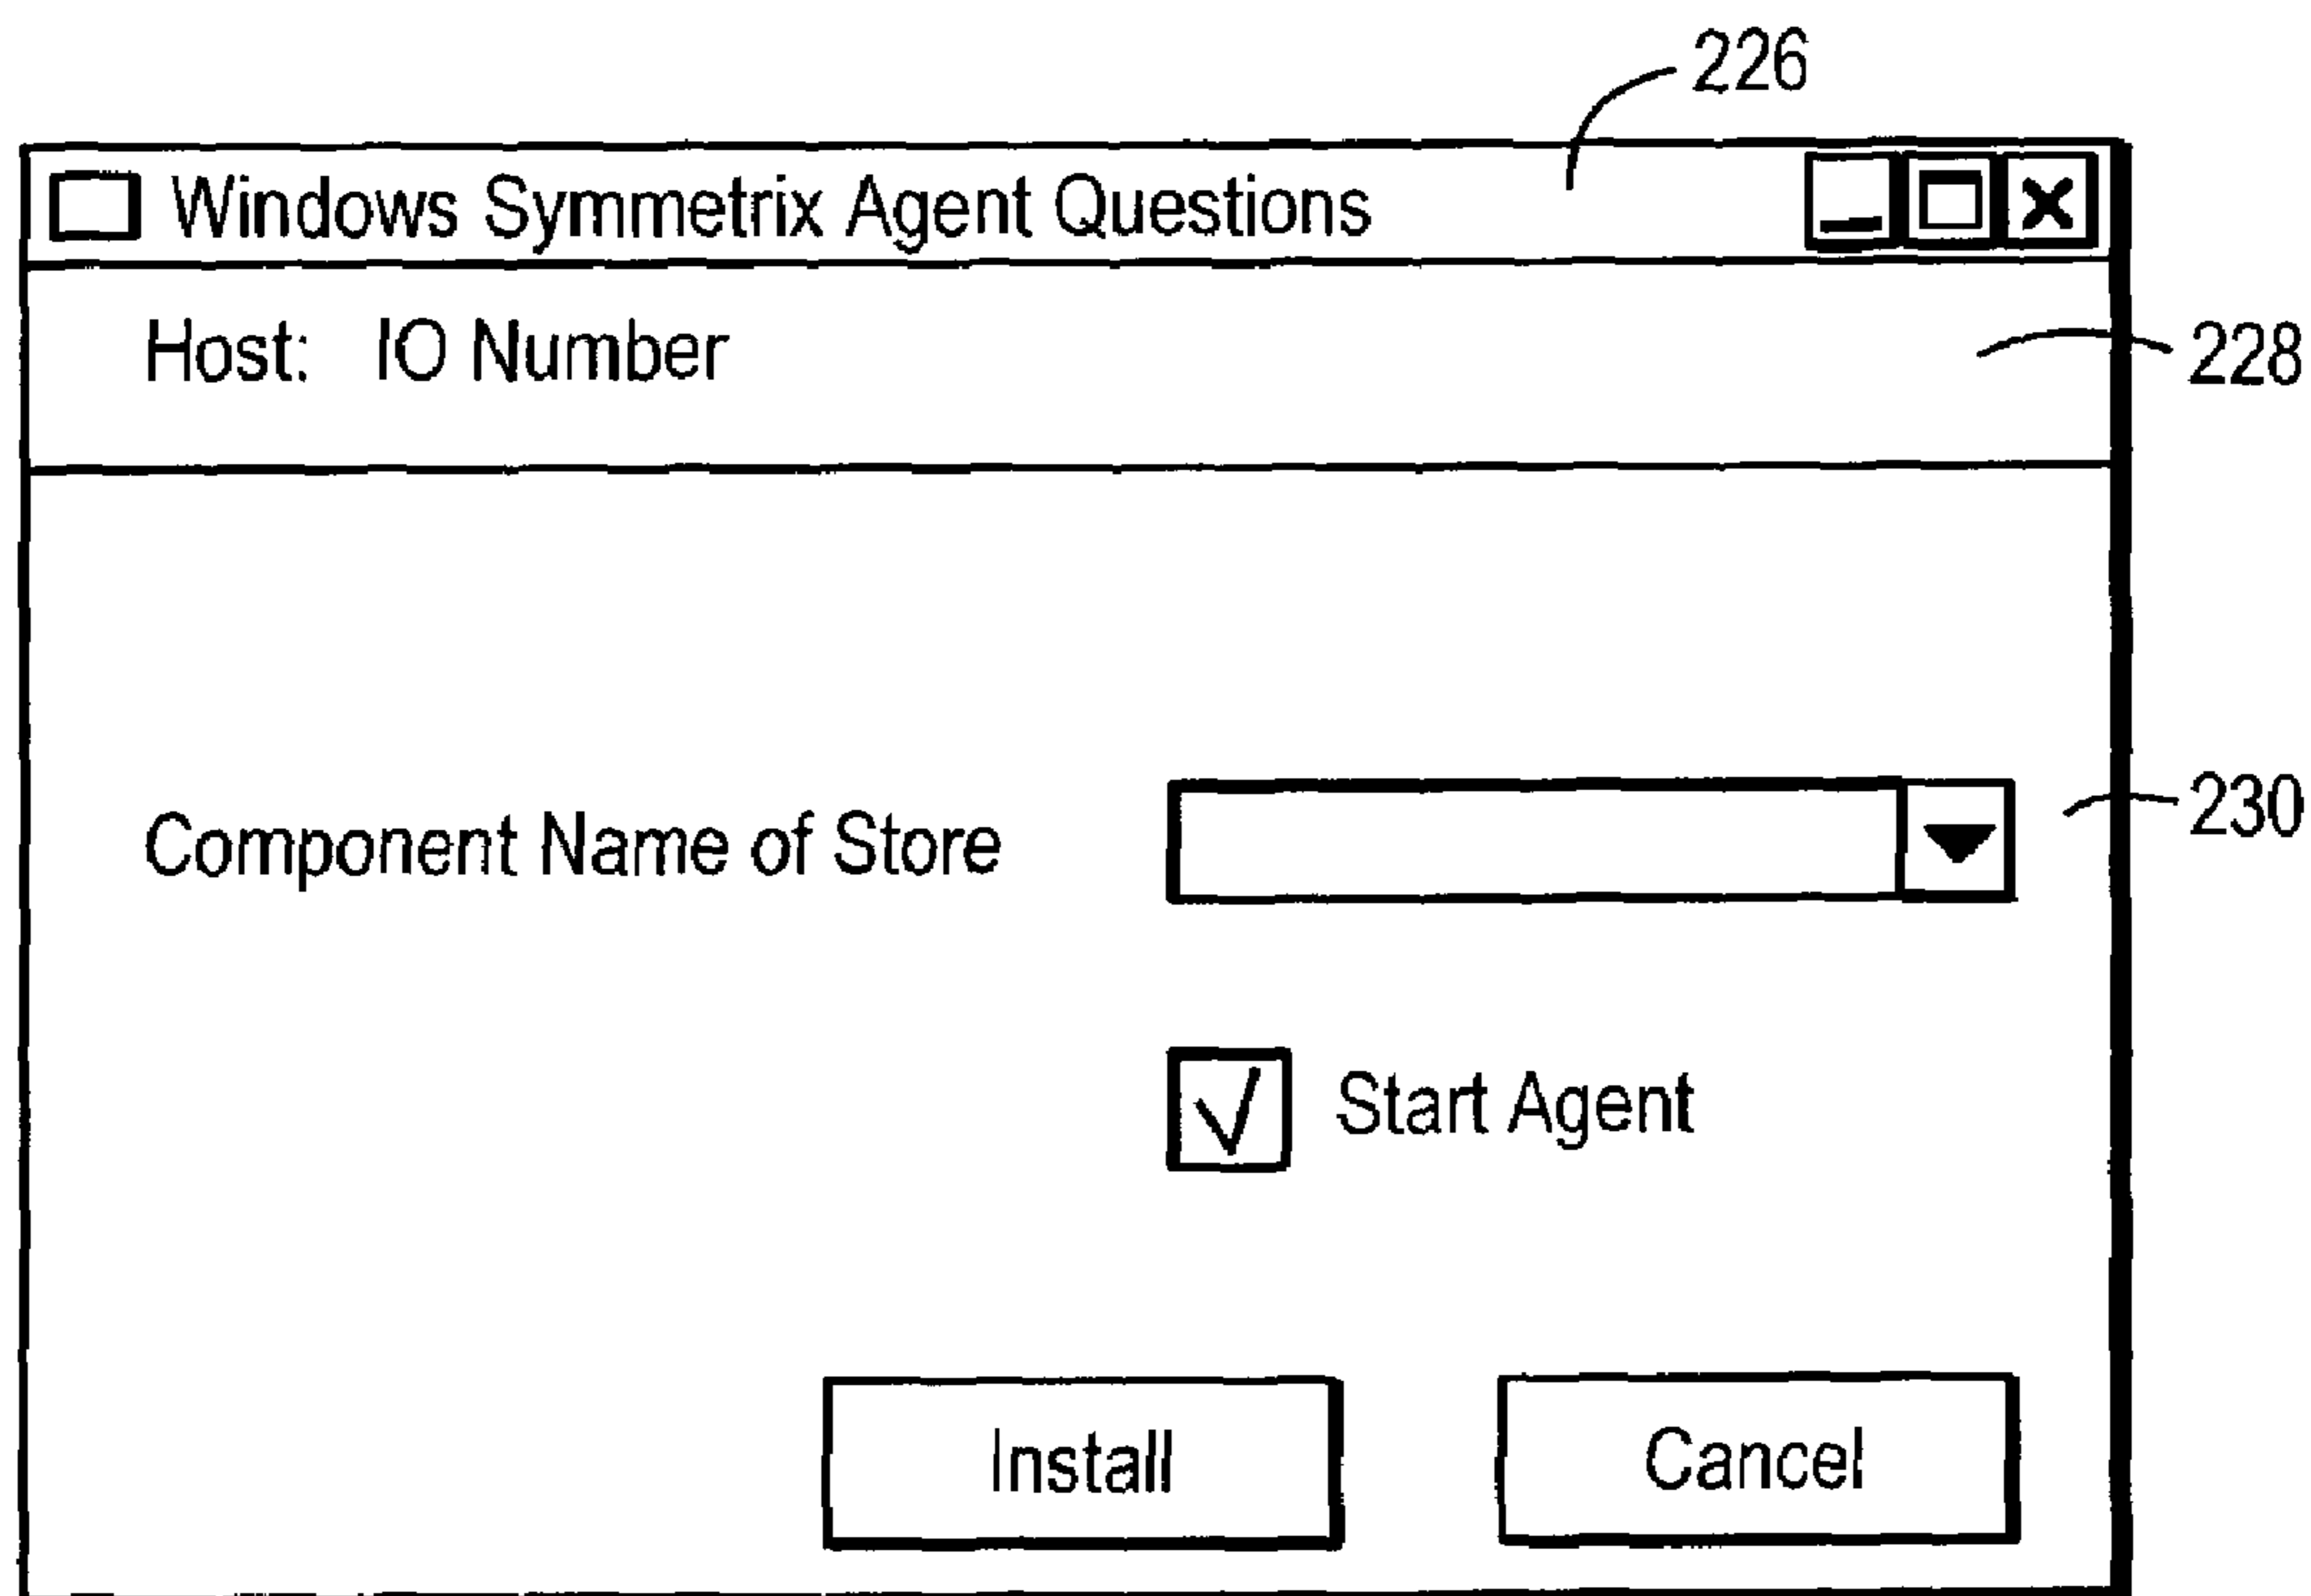 226
Windows Symmetrix Agent Questions
Host: IO Number
228
Component Name of Store
230
Start Agent
Install Cancel